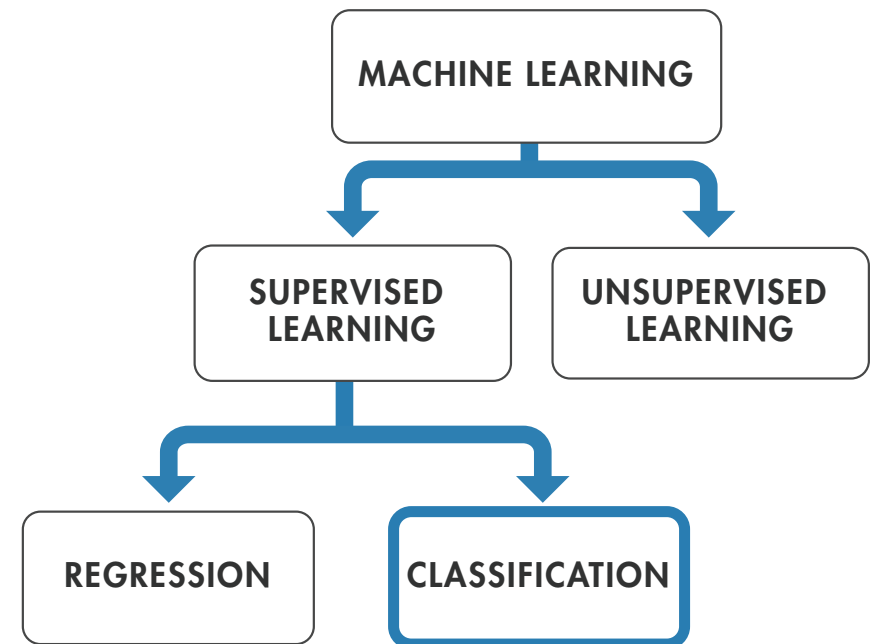 MACHINE LEARNING
SUPERVISED
LEARNING
UNSUPERVISED
LEARNING
REGRESSION
CLASSIFICATION